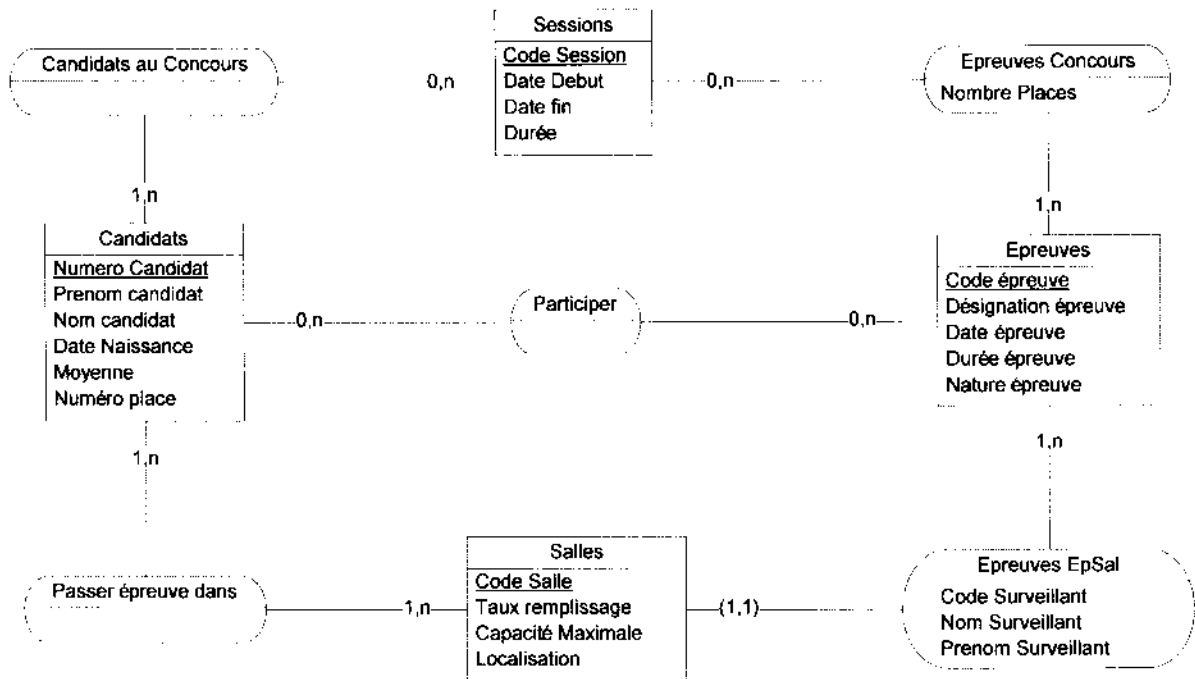 Sessions
Code Session
Date Debut
Date fin
Durée
Candidats au Concours
0,n
0,n
Epreuves Concours
Nombre Places
1,n
1,n
Candidats
Numero Candidat
Prenom candidat
Nom candidat
Date Naissance
Moyenne
Numéro place
0,n
Participer
0,n
Epreuves
Code épreuve
Désignation épreuve
Date épreuve
Durée épreuve
Nature épreuve
1,n
1,n
Passer épreuve dans
1,n
Salles
Code Salle
Taux remplissage
Capacité Maximale
Localisation
(1,1)
Epreuves EpSal
Code Surveillant
Nom Surveillant
Prenom Surveillant